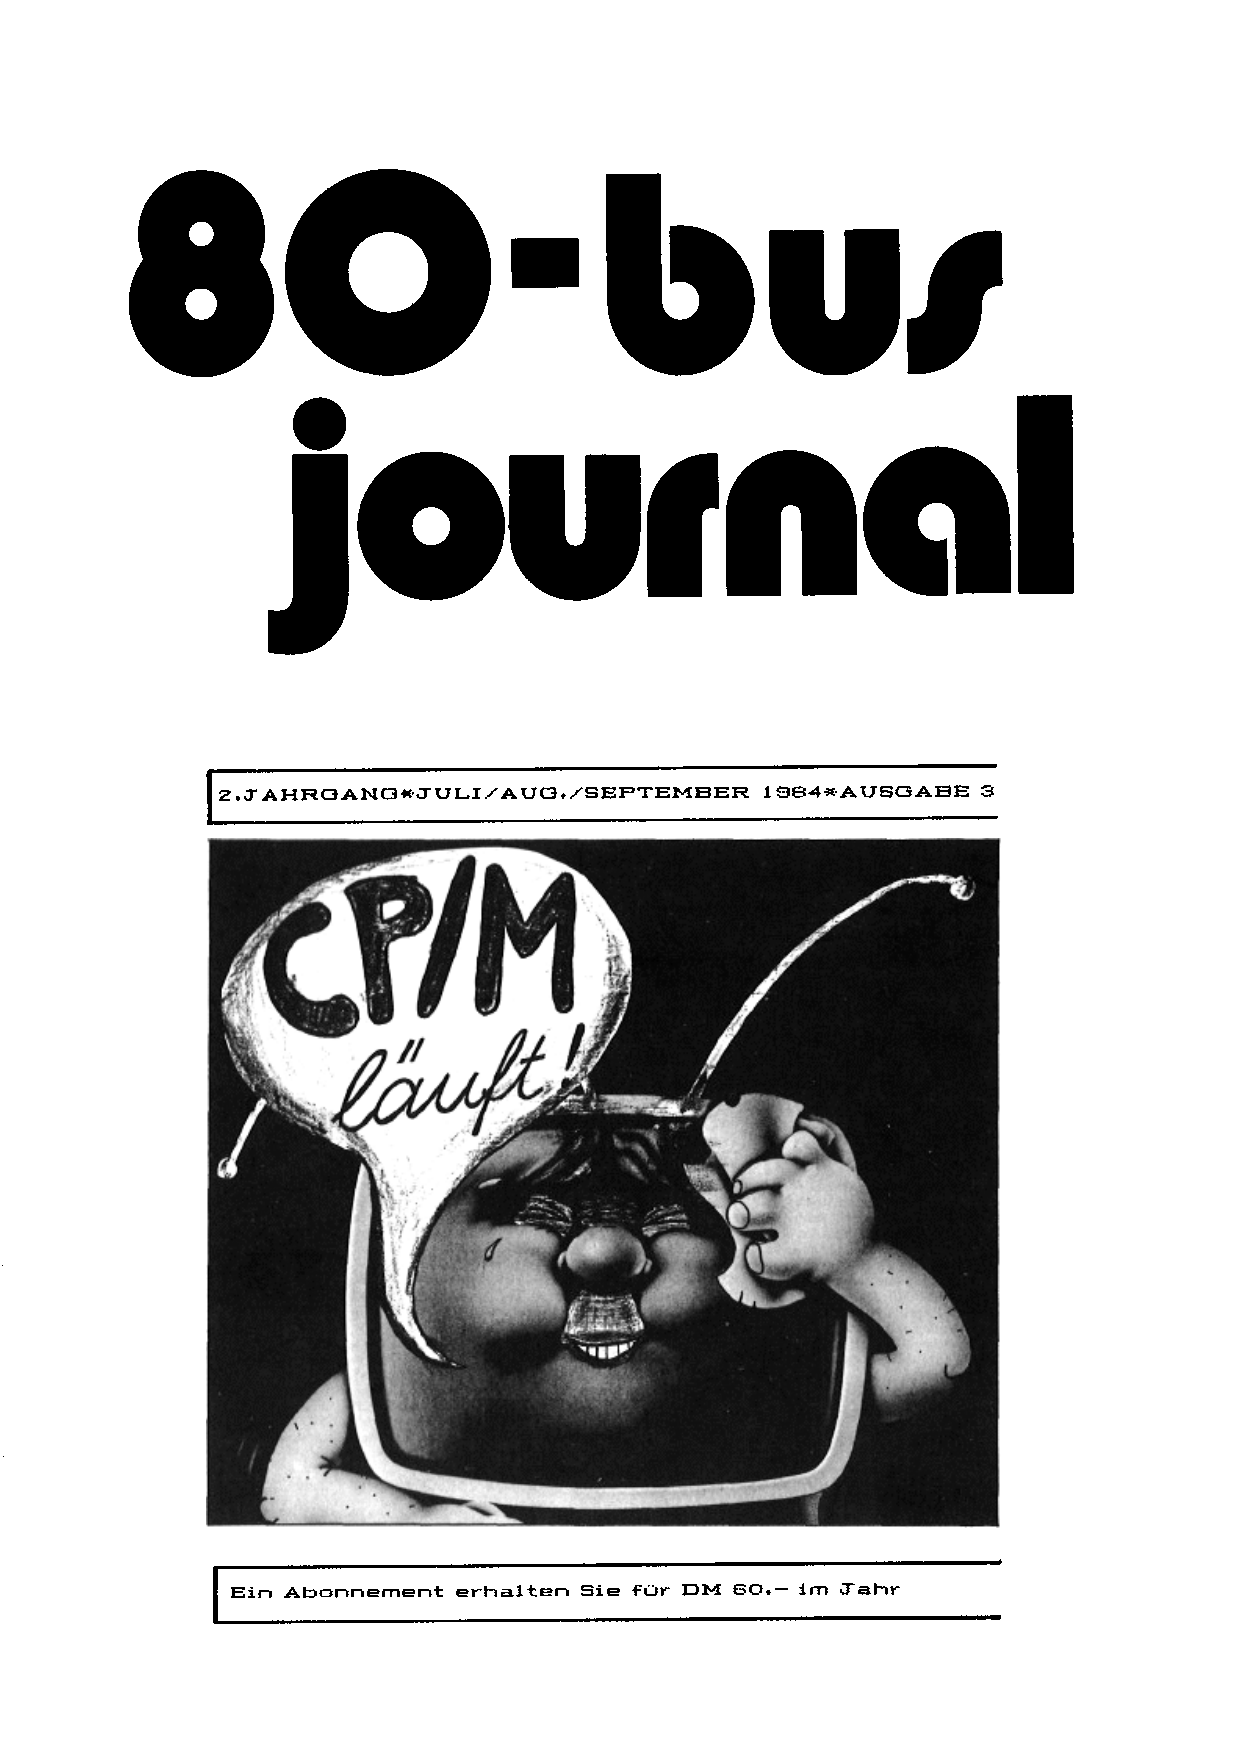 80-bus
journal
2.JAHRGANG*JULI/AUG./SEPTEMBER 1984*AUSGABE 3
CP/M
läuft!
Ein Abonnement erhalten Sie für DM 60.- im Jahr